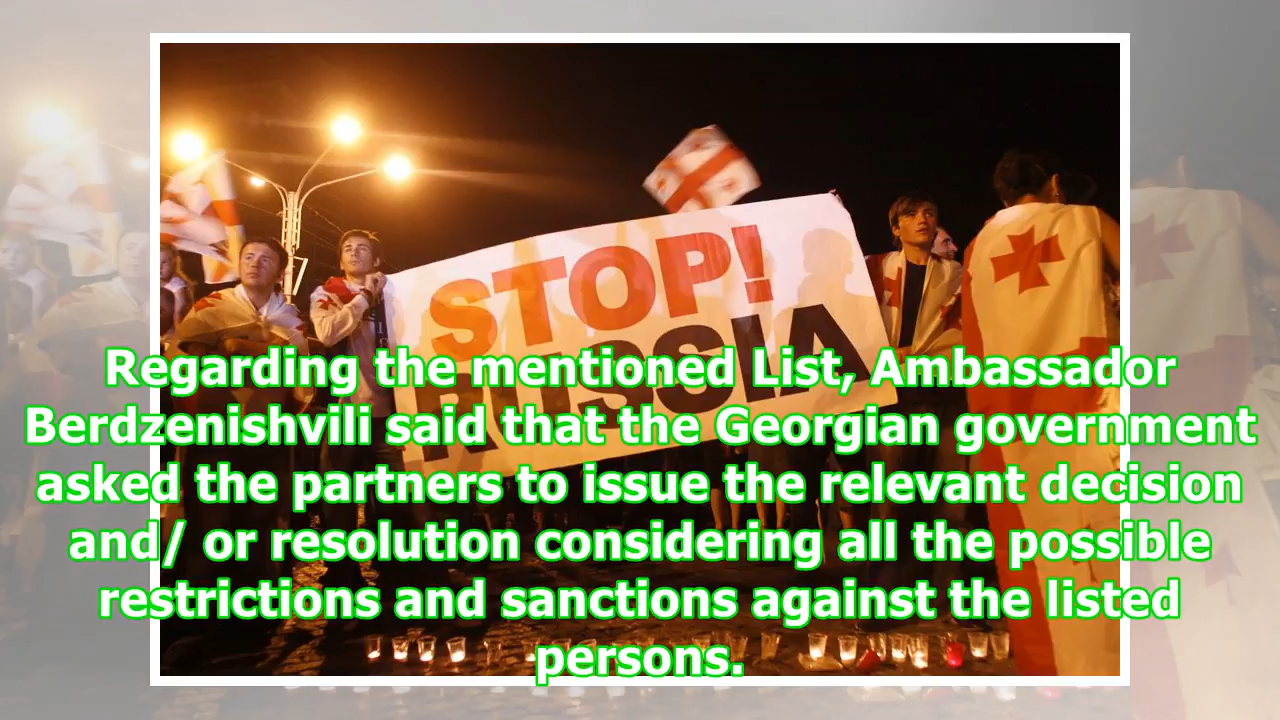 STOP!
RUSSIA
Regarding the mentioned List, Ambassador
Berdzenishvili said that the Georgian government
asked the partners to issue the relevant decision
and/ or resolution considering all the possible
restrictions and sanctions against the listed
persons.